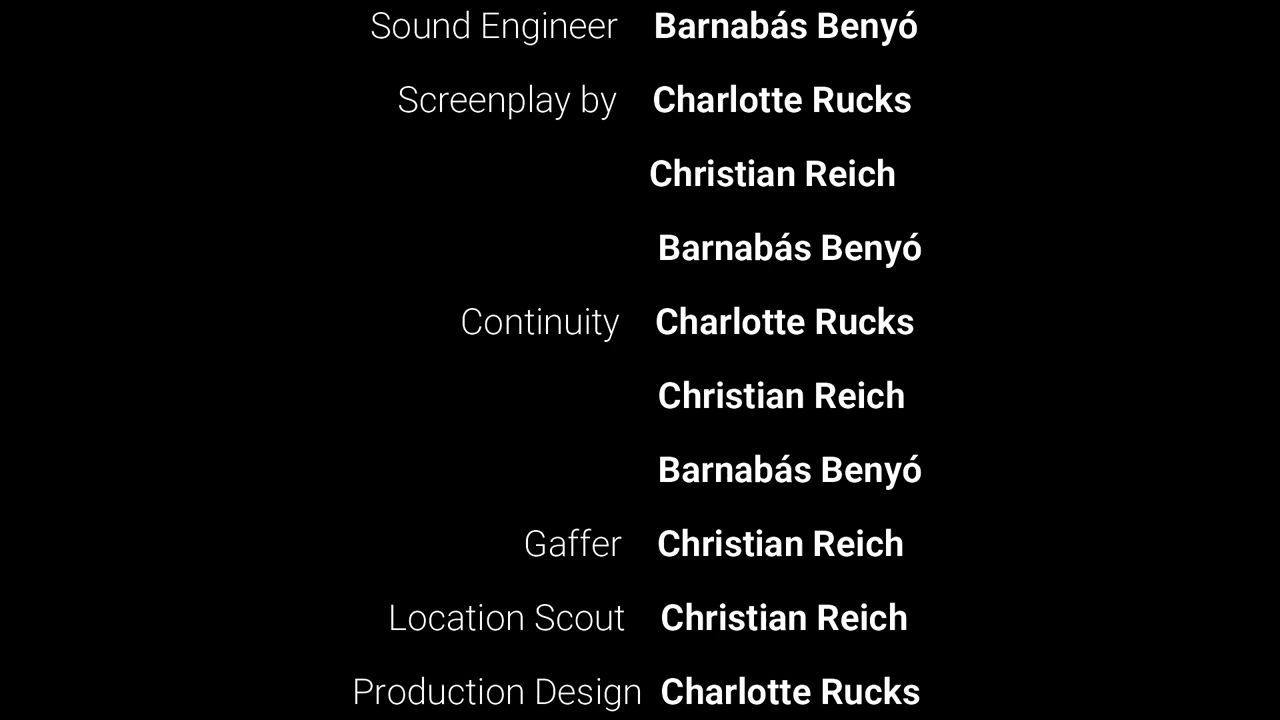 Sound Engineer Barnabás Benyó
Screenplay by Charlotte Rucks
Christian Reich
Barnabás Benyó
Continuity Charlotte Rucks
Christian Reich
Barnabás Benyó
Gaffer Christian Reich
Location Scout Christian Reich
Production Design Charlotte Rucks